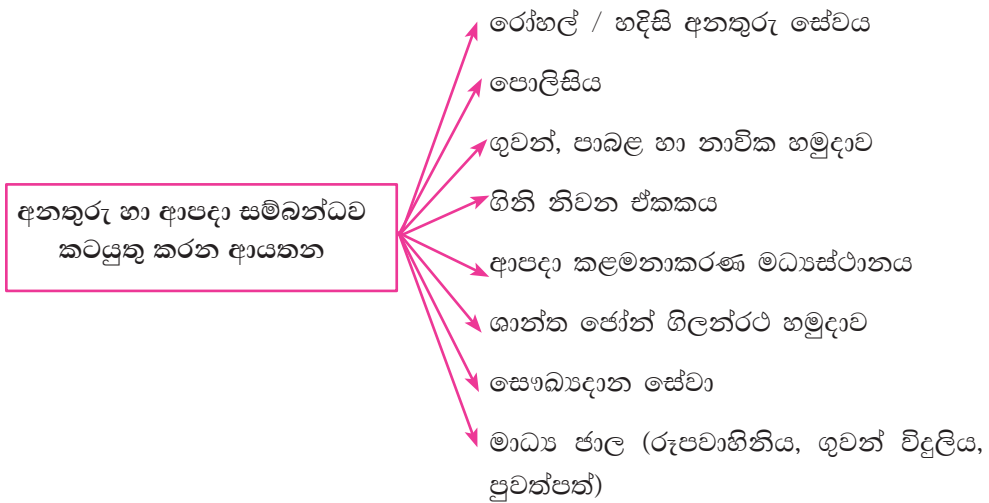 රෝහල් / හදිසි අනතුරු සේවය
පොලිසිය
ගුවන්, පාබළ හා නාවික හමුදාව
ගිනි නිවන ඒකකය
අනතුරු හා ආපදා සම්බන්ධව
කටයුතු කරන ආයතන
ආපදා කළමනාකරණ මධ්‍යස්ථානය
ශාන්ත ජෝන් ගිලන්රථ හමුදාව
සෞඛ්‍යදාන සේවා
මාධ්‍ය ජාල (රූපවාහිනිය, ගුවන් විදුලිය,
පුවත්පත්)